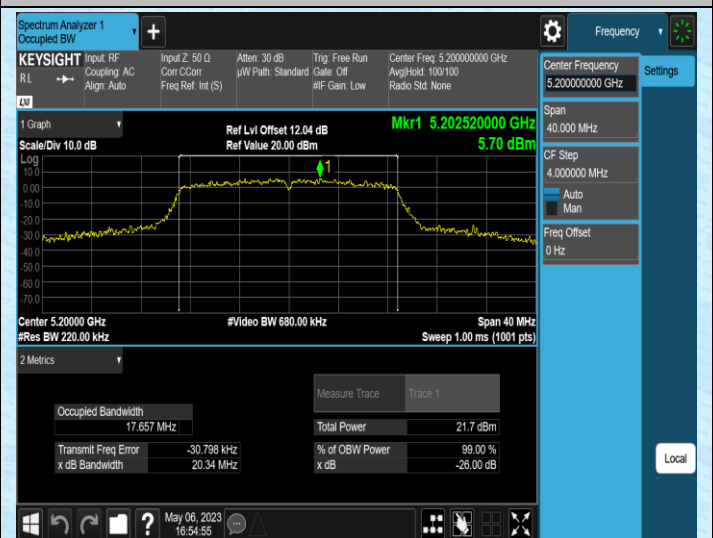 Spectrum Analyzer 1
Occupied BW
+
Frequency
KEYSIGHT
RL
LXI
Input: RF
Coupling: AC
Align: Auto
Input Z: 50 Ω
Corr CCorr
Freq Ref: Int (S)
Atten: 30 dB
µW Path: Standard
Trig: Free Run
Gate: Off
#IF Gain: Low
Center Freq: 5.200000000 GHz
Avg|Hold: 100/100
Radio Std: None
Center Frequency
5.200000000 GHz
Settings
Span
40.000 MHz
CF Step
4.000000 MHz
Auto
Man
Freq Offset
0 Hz
1 Graph
Scale/Div 10.0 dB
Ref Lvl Offset 12.04 dB
Ref Value 20.00 dBm
Mkr1 5.202520000 GHz
5.70 dBm
Log
10.0
0.00
-10.0
-20.0
-30.0
-40.0
-50.0
-60.0
-70.0
1
Center 5.20000 GHz
#Res BW 220.00 kHz
#Video BW 680.00 kHz
Span 40 MHz
Sweep 1.00 ms (1001 pts)
2 Metrics
Measure Trace
Trace 1
Occupied Bandwidth
17.657 MHz
Total Power
21.7 dBm
Transmit Freq Error
-30.798 kHz
% of OBW Power
99.00 %
x dB Bandwidth
20.34 MHz
x dB
-26.00 dB
Local
?
May 06, 2023
16:54:55